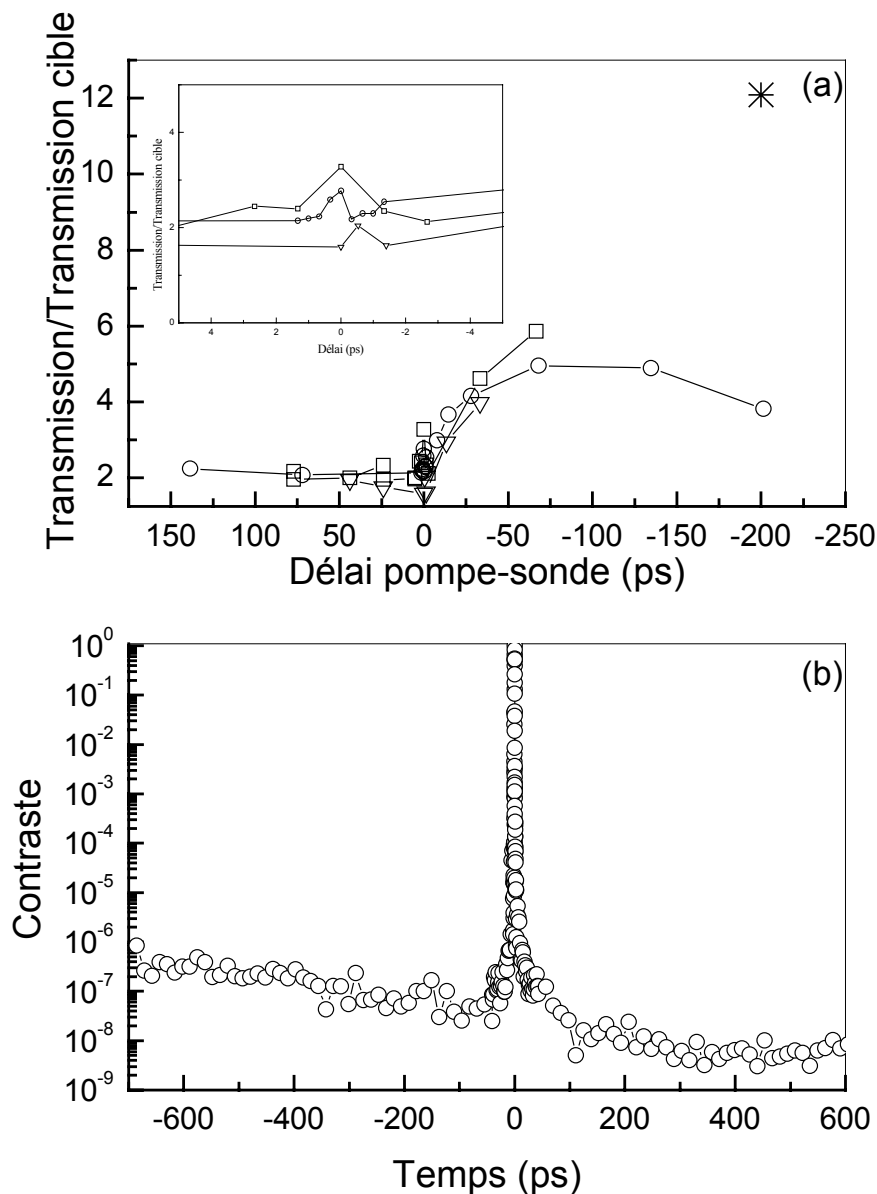 (a)
Transmission/Transmission cible
12
10
8
6
4
2
150 100 50 0 -50 -100 -150 -200 -250
Délai pompe-sonde (ps)
Transmission/Transmission cible
4
2
0
4 2 0 -2 -4
Délai (ps)
(b)
Contraste
10^0
10^-1
10^-2
10^-3
10^-4
10^-5
10^-6
10^-7
10^-8
10^-9
-600 -400 -200 0 200 400 600
Temps (ps)